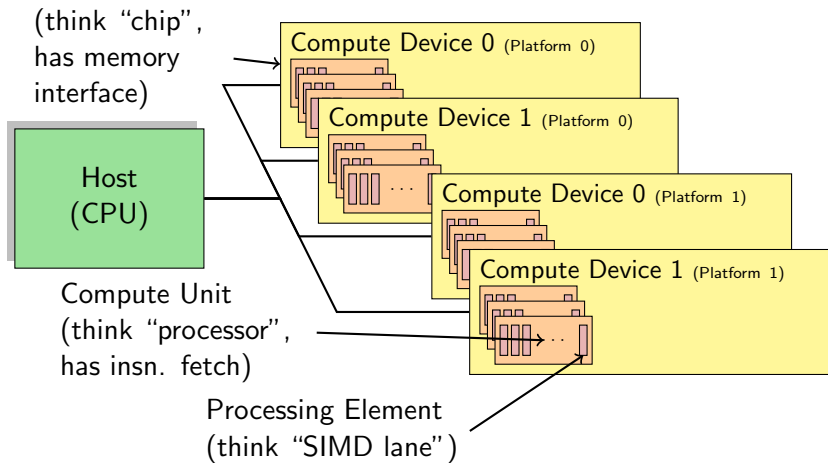 (think “chip”,
has memory
interface)
Compute Device 0 (Platform 0)
Compute Device 1 (Platform 0)
Host
(CPU)
Compute Device 0 (Platform 1)
Compute Device 1 (Platform 1)
Compute Unit
(think “processor”,
has insn. fetch)
Processing Element
(think “SIMD lane”)